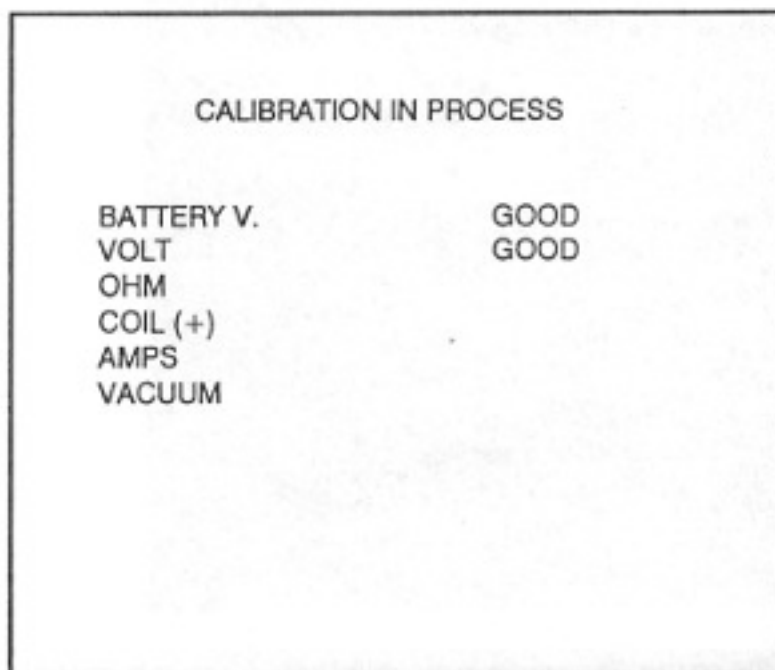 CALIBRATION IN PROCESS
BATTERY V. GOOD
VOLT GOOD
OHM
COIL (+)
AMPS
VACUUM